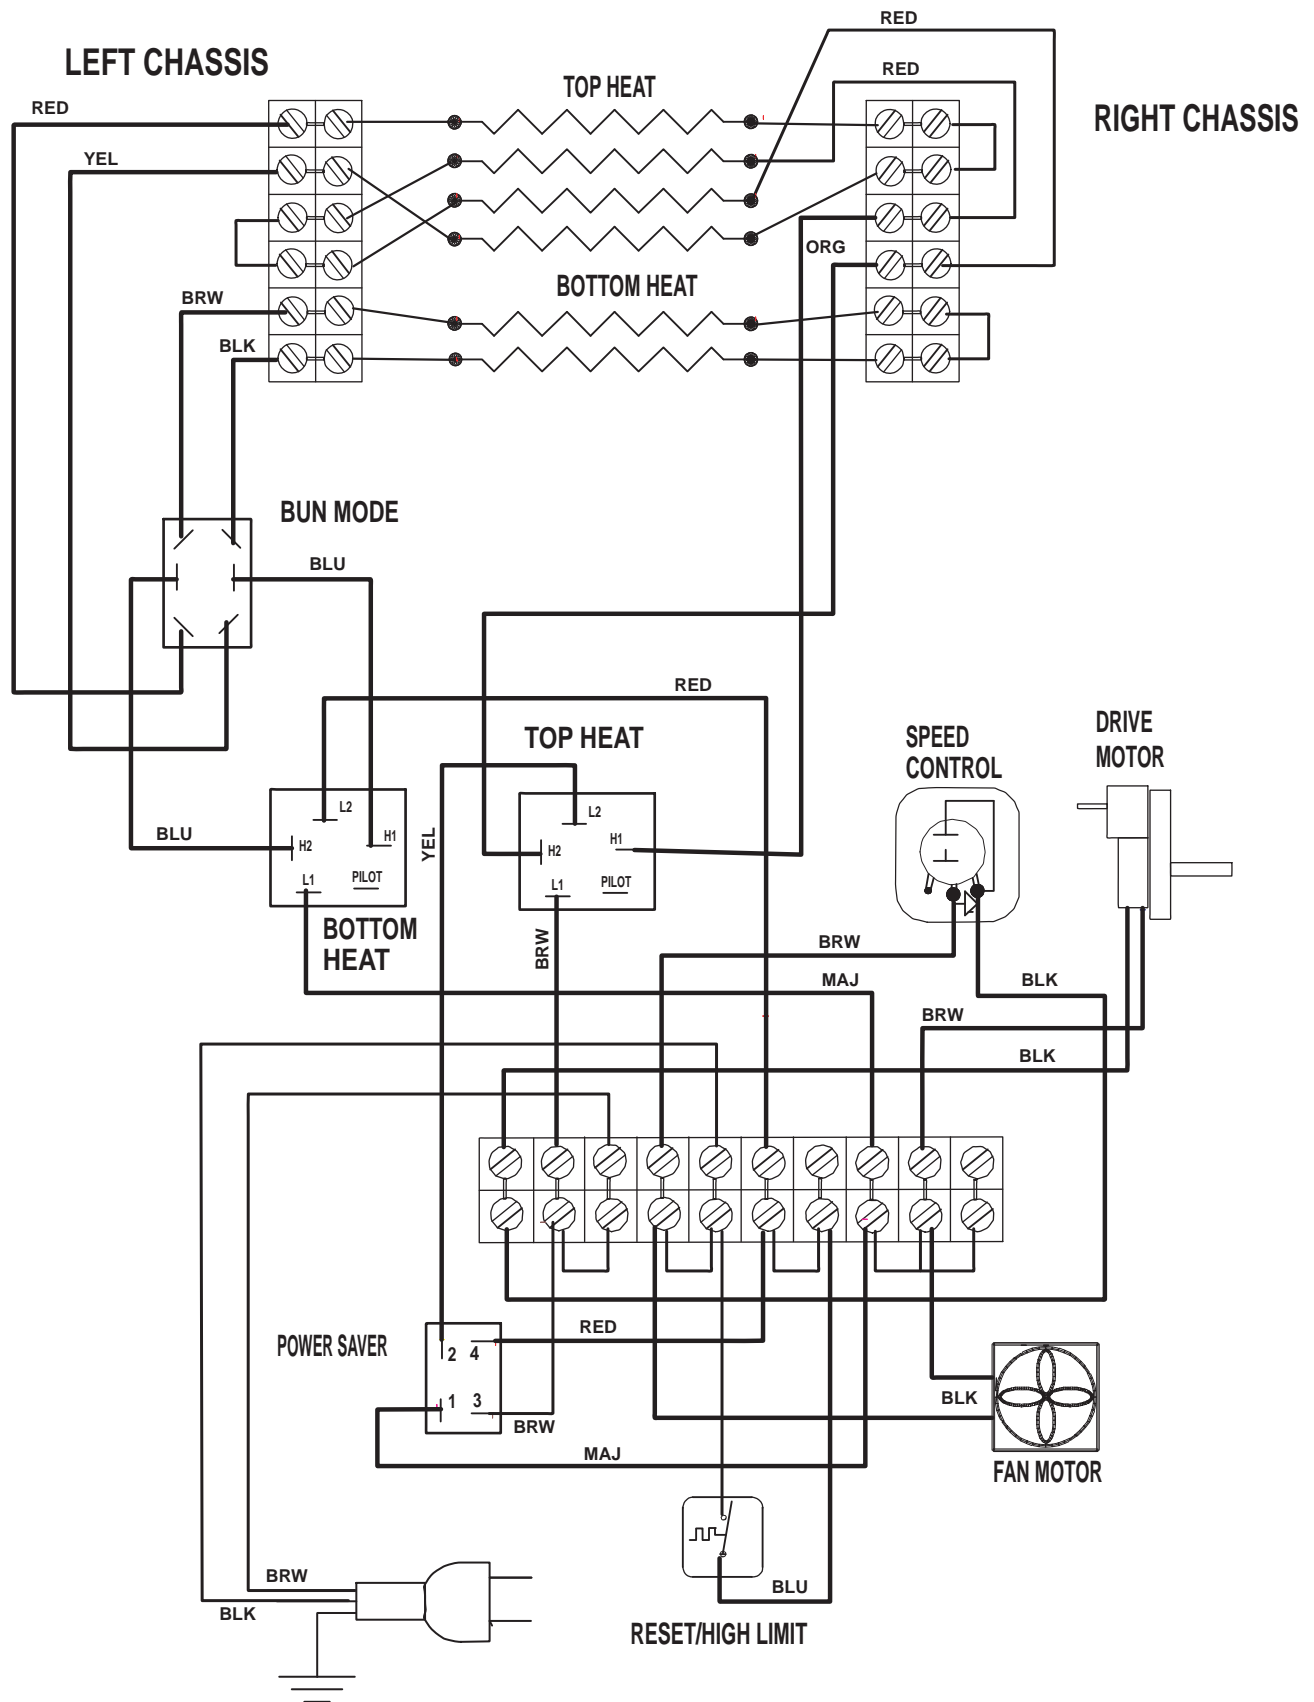 RED
LEFT CHASSIS
RED
TOP HEAT
RED
RIGHT CHASSIS
YEL
ORG
BOTTOM HEAT
BRW
BLK
BUN MODE
BLU
RED
TOP HEAT
SPEED
CONTROL
DRIVE
MOTOR
L2
L2
BLU
H2
H1
YEL
H2
H1
L1
PILOT
L1
PILOT
BOTTOM
HEAT
BRW
BRW
MAJ
BLK
BRW
BLK
POWER SAVER
RED
2 4
1 3
BRW
BLK
MAJ
FAN MOTOR
BRW
BLK
BLU
RESET/HIGH LIMIT